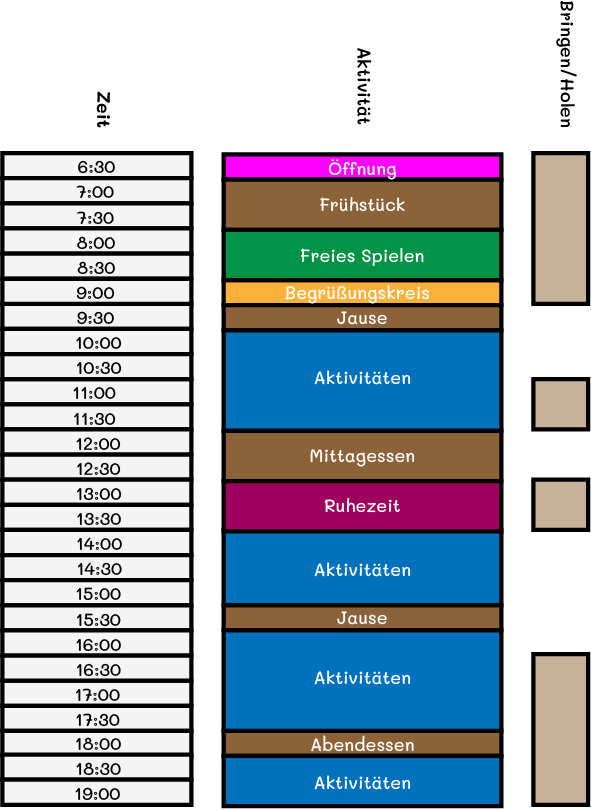 Zeit
Aktivität
Bringen/Holen
6:30
Öffnung
7:00
Frühstück
7:30
8:00
Freies Spielen
8:30
9:00
Begrüßungskreis
9:30
Jause
10:00
10:30
Aktivitäten
11:00
11:30
12:00
Mittagessen
12:30
13:00
Ruhezeit
13:30
14:00
14:30
Aktivitäten
15:00
15:30
Jause
16:00
16:30
Aktivitäten
17:00
17:30
18:00
Abendessen
18:30
Aktivitäten
19:00